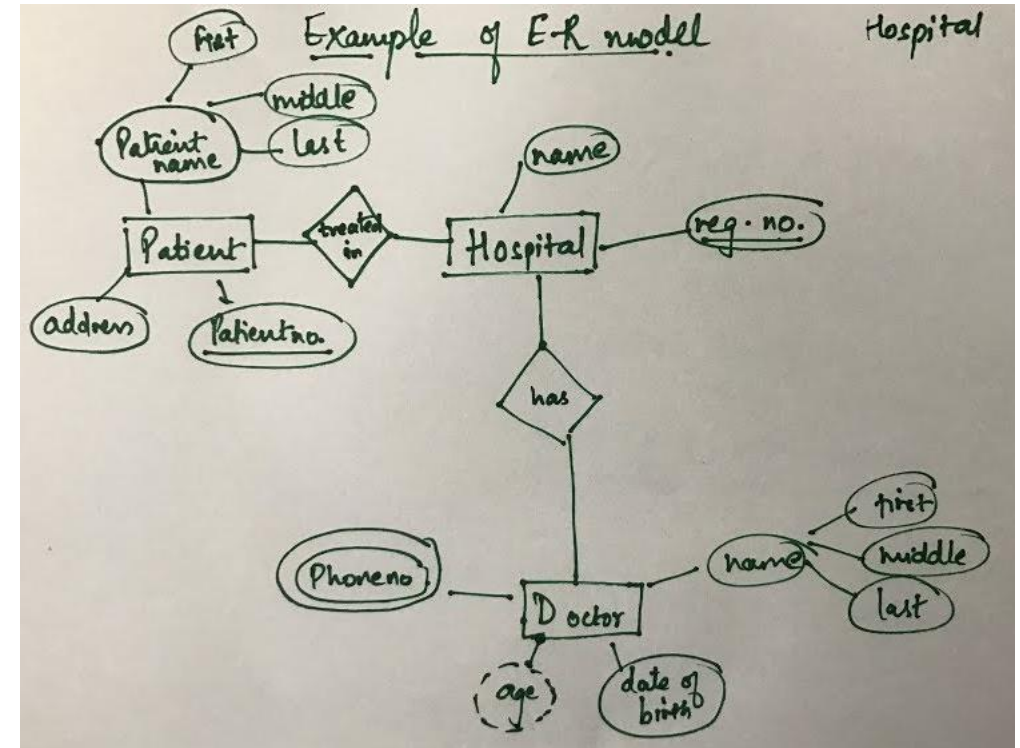 Example of E-R model
Hospital
first
middle
last
Patient
name
Patient
address
Patient no.
treated
in
name
Hospital
reg. no.
has
Phone no
Doctor
name
first
middle
last
age
date of
birth